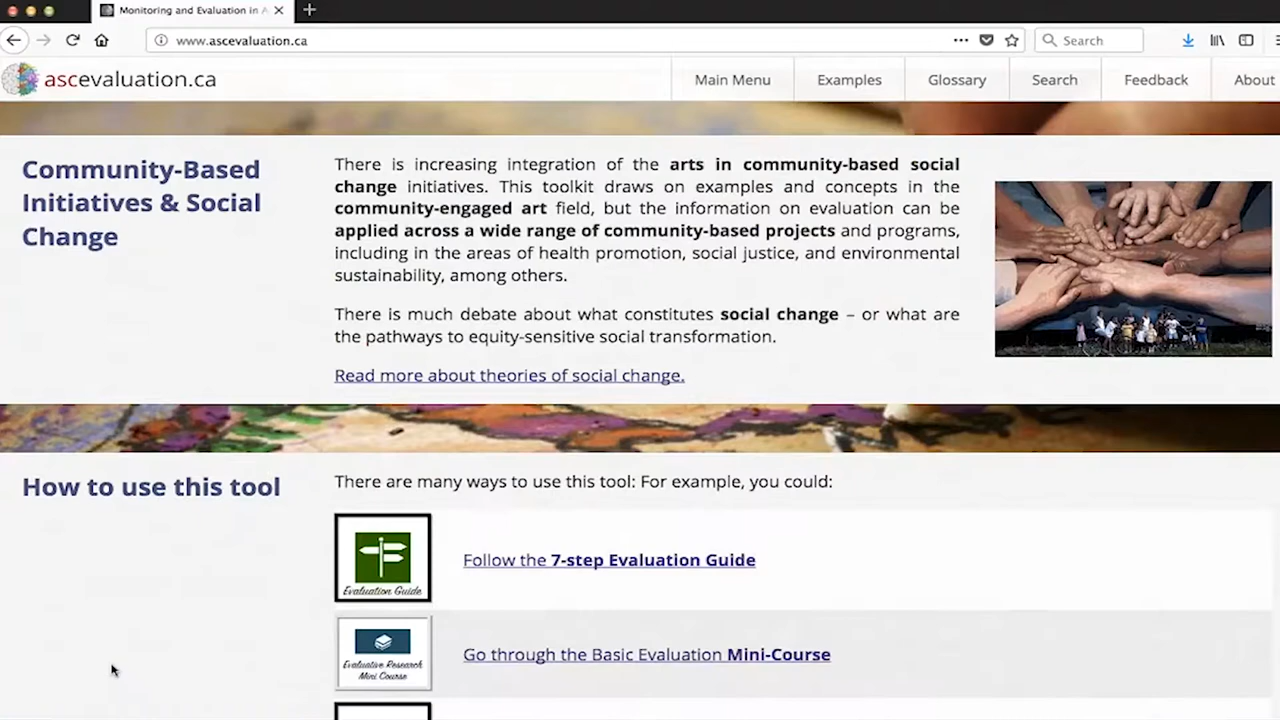 Monitoring and Evaluation in A
www.ascevaluation.ca
Search
ascevaluation.ca
Main Menu
Examples
Glossary
Search
Feedback
About
Community-Based
Initiatives & Social
Change
There is increasing integration of the arts in community-based social
change initiatives. This toolkit draws on examples and concepts in the
community-engaged art field, but the information on evaluation can be
applied across a wide range of community-based projects and programs,
including in the areas of health promotion, social justice, and environmental
sustainability, among others.
There is much debate about what constitutes social change – or what are
the pathways to equity-sensitive social transformation.
Read more about theories of social change.
How to use this tool
There are many ways to use this tool: For example, you could:
Evaluation Guide
Follow the 7-step Evaluation Guide
Evaluative Research
Mini Course
Go through the Basic Evaluation Mini-Course